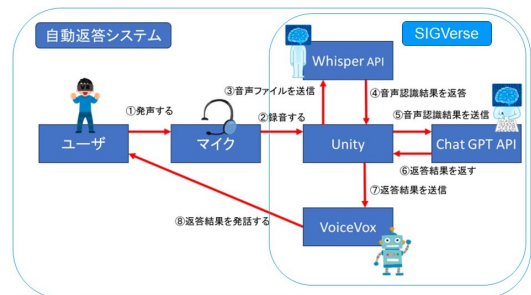 自動返答システム
SIGVerse
Whisper API
③音声ファイルを送信
④音声認識結果を返答
①発声する
②録音する
⑤音声認識結果を送信
ユーザ
マイク
Unity
Chat GPT API
⑥返答結果を返す
⑦返答結果を送信
⑧返答結果を発話する
VoiceVox